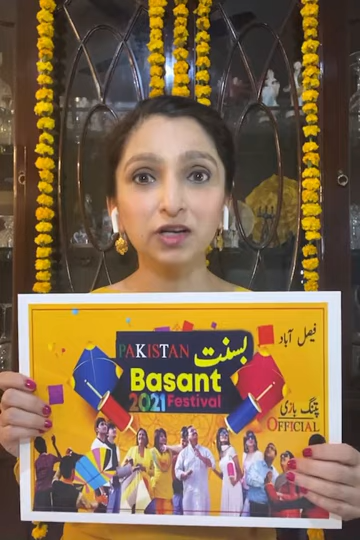 فیصل آباد
PAKISTAN بسنت
Basant
2021 Festival
پتنگ بازی
OFFICIAL